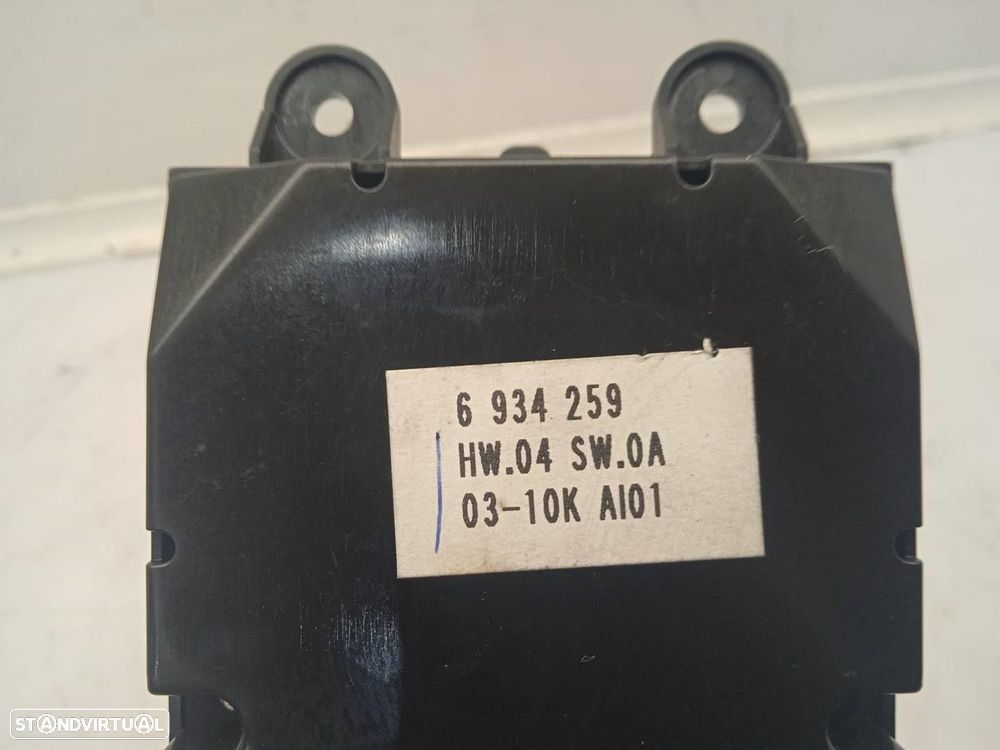 6 934 259
HW.04 SW.0A
03-10K AI01
STANDVIRTUAL